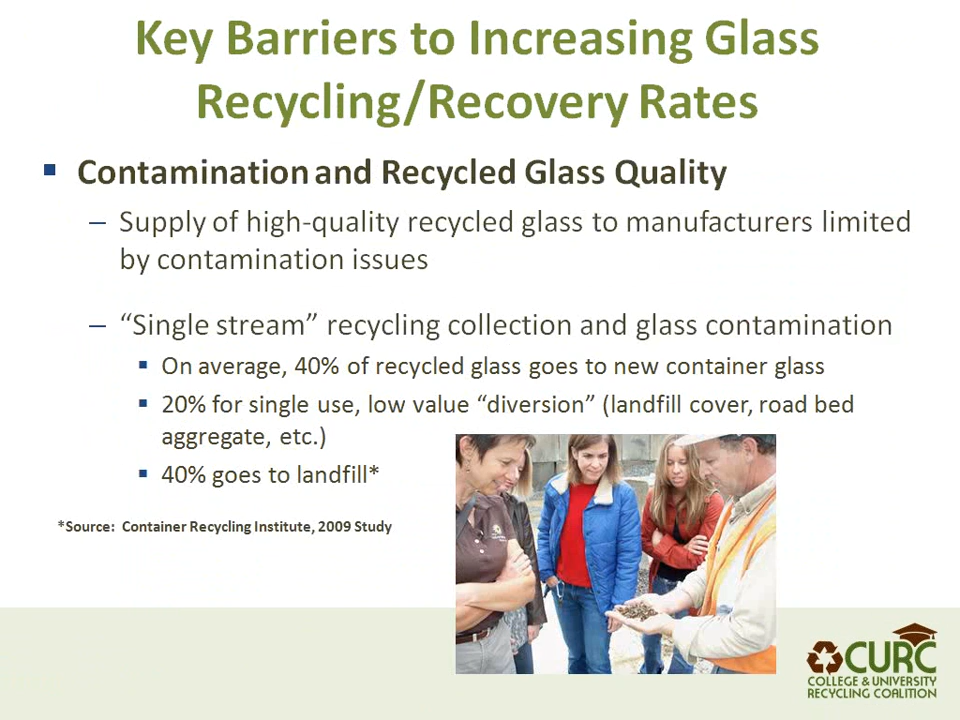 Key Barriers to Increasing Glass
Recycling/Recovery Rates
Contamination and Recycled Glass Quality
– Supply of high-quality recycled glass to manufacturers limited
by contamination issues
– “Single stream” recycling collection and glass contamination
On average, 40% of recycled glass goes to new container glass
20% for single use, low value “diversion” (landfill cover, road bed
aggregate, etc.)
40% goes to landfill*
*Source: Container Recycling Institute, 2009 Study
CURC
COLLEGE & UNIVERSITY
RECYCLING COALITION